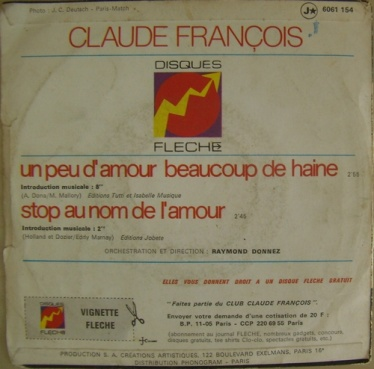 Photo : J. C. Deutsch - Paris Match
J★ 6061 154
CLAUDE FRANÇOIS
DISQUES
FLECHE
un peu d'amour beaucoup de haine 2'55
Introduction musicale : 8"
(A. Doria/M. Mallory) Editions Tutti et Isabelle Musique
stop au nom de l'amour 2'45
Introduction musicale : 2"
(Holland et Dozier/Eddy Marnay) Editions Jobete
ORCHESTRATION ET DIRECTION : RAYMOND DONNEZ
VOUS DONNENT DROIT A UN DISQUE FLECHE GRATUIT
DISQUES
FLECHE
VIGNETTE
FLECHE
"Faites partie du CLUB CLAUDE FRANÇOIS".
Envoyer votre demande d'une cotisation de 20 F :
B.P. 11-06 Paris - CCP 220 69 50 Paris
(abonnement au journal FLECHE, nombreux gadgets, concours,
disques gratuits, tee shirts Clo-clo, spectacles gratuits, etc.)
PRODUCTION S. A. CREATIONS ARTISTIQUES, 122 BOULEVARD EXELMANS, PARIS 16e
DISTRIBUTION PHONOGRAM - PARIS